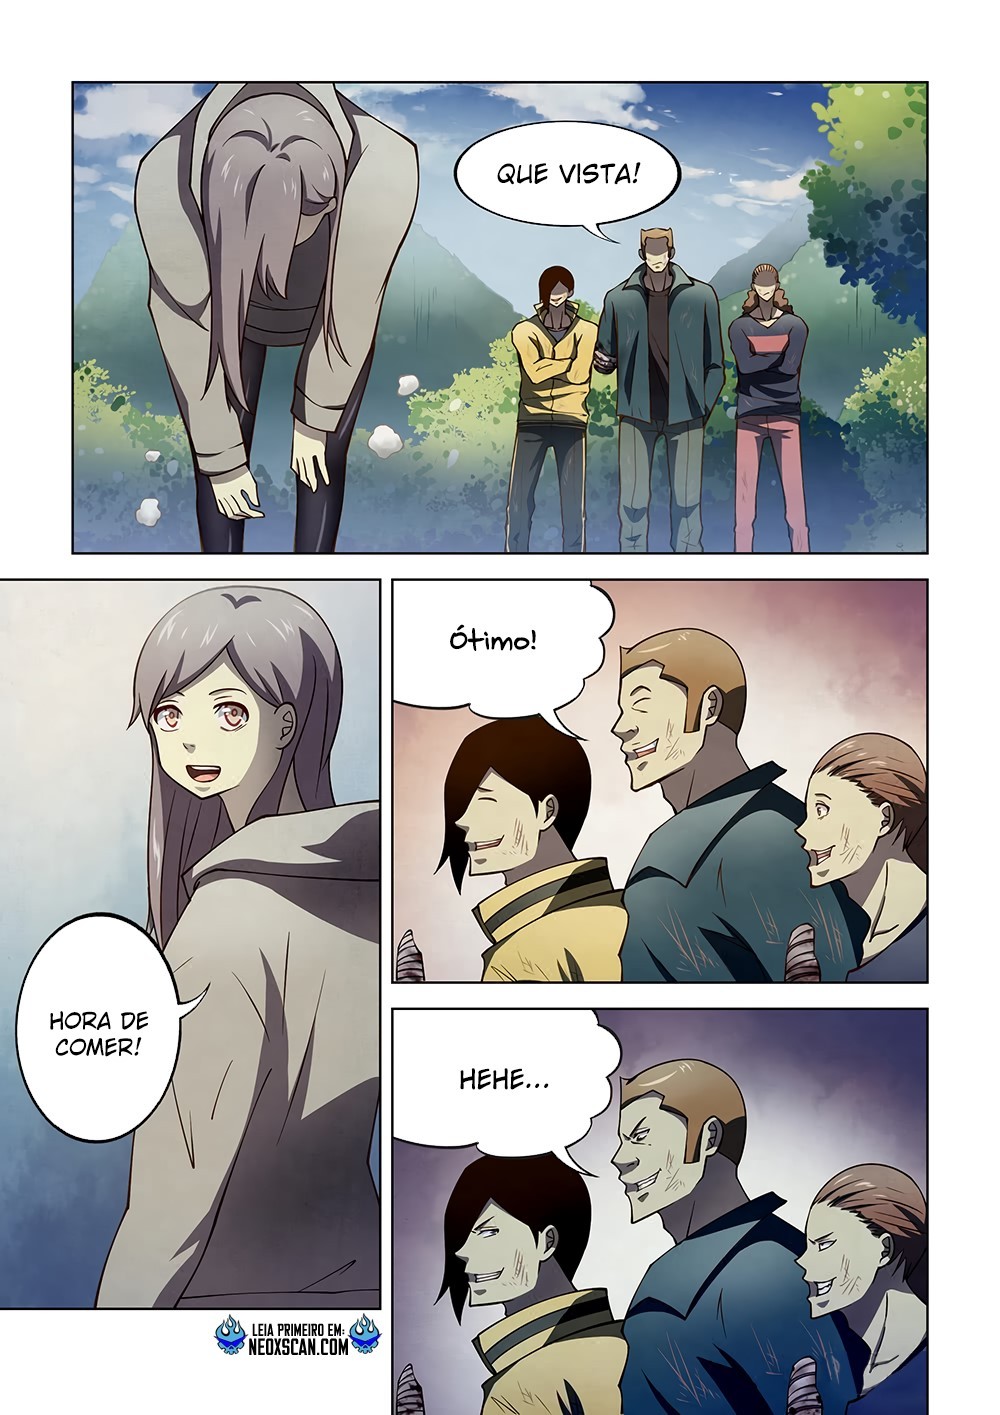 QUE VISTA!
Ótimo!
HORA DE
COMER!
HEHE...
LEIA PRIMEIRO EM:
NEOXSCAN.COM